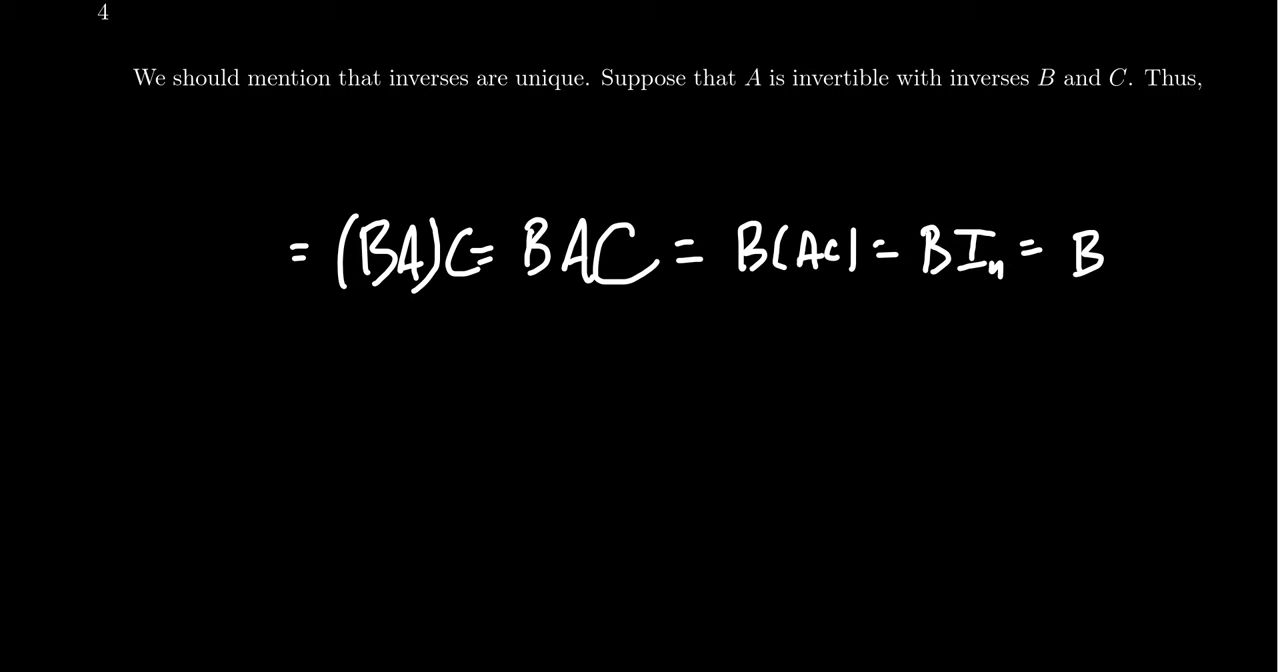 4
We should mention that inverses are unique. Suppose that A is invertible with inverses B and C. Thus,
= (BA)C = BAC = B(AC) = BIₙ = B